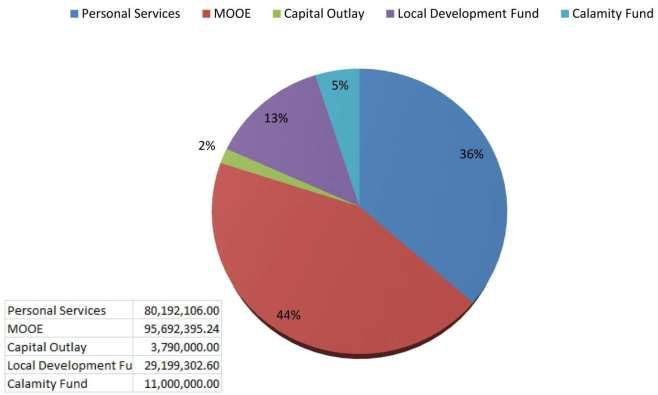 Personal Services MOOE Capital Outlay Local Development Fund Calamity Fund
5%
13%
2%
36%
44%
Personal Services 80,192,106.00
MOOE 95,692,395.24
Capital Outlay 3,790,000.00
Local Development Fu 29,199,302.60
Calamity Fund 11,000,000.00